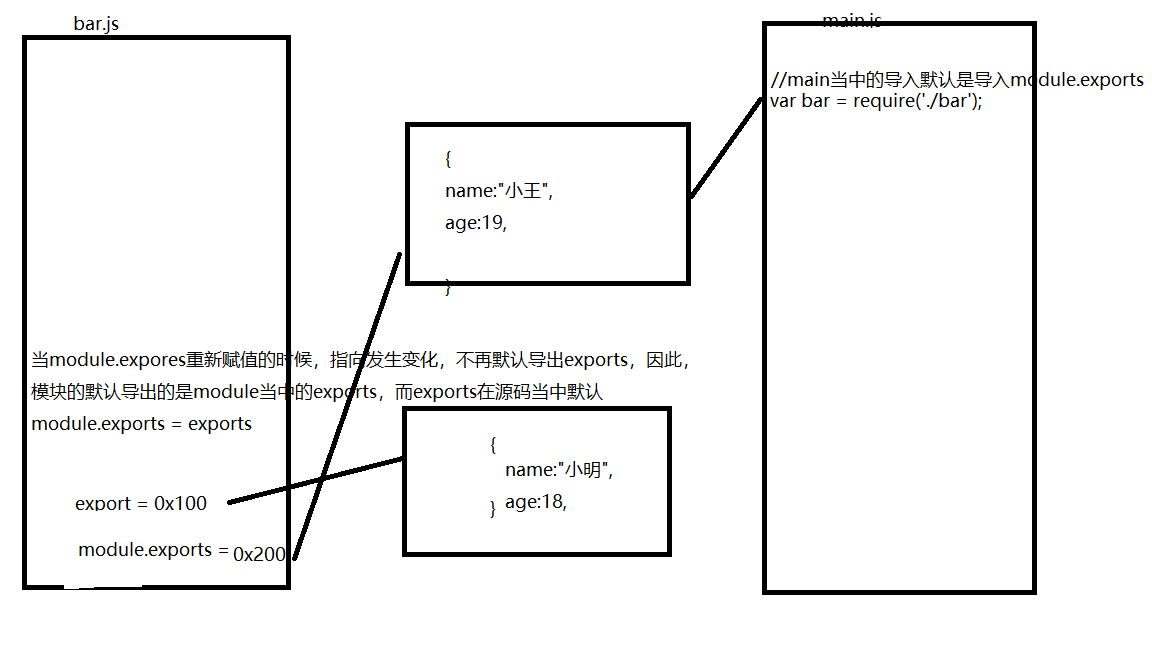 bar.js
main.js
//main当中的导入默认是导入module.exports
var bar = require('./bar');
{
name:"小王",
age:19,
}
当module.expores重新赋值的时候，指向发生变化，不再默认导出exports，因此，
模块的默认导出的是module当中的exports，而exports在源码当中默认
module.exports = exports
{
name:"小明",
age:18,
}
export = 0x100
module.exports = 0x200